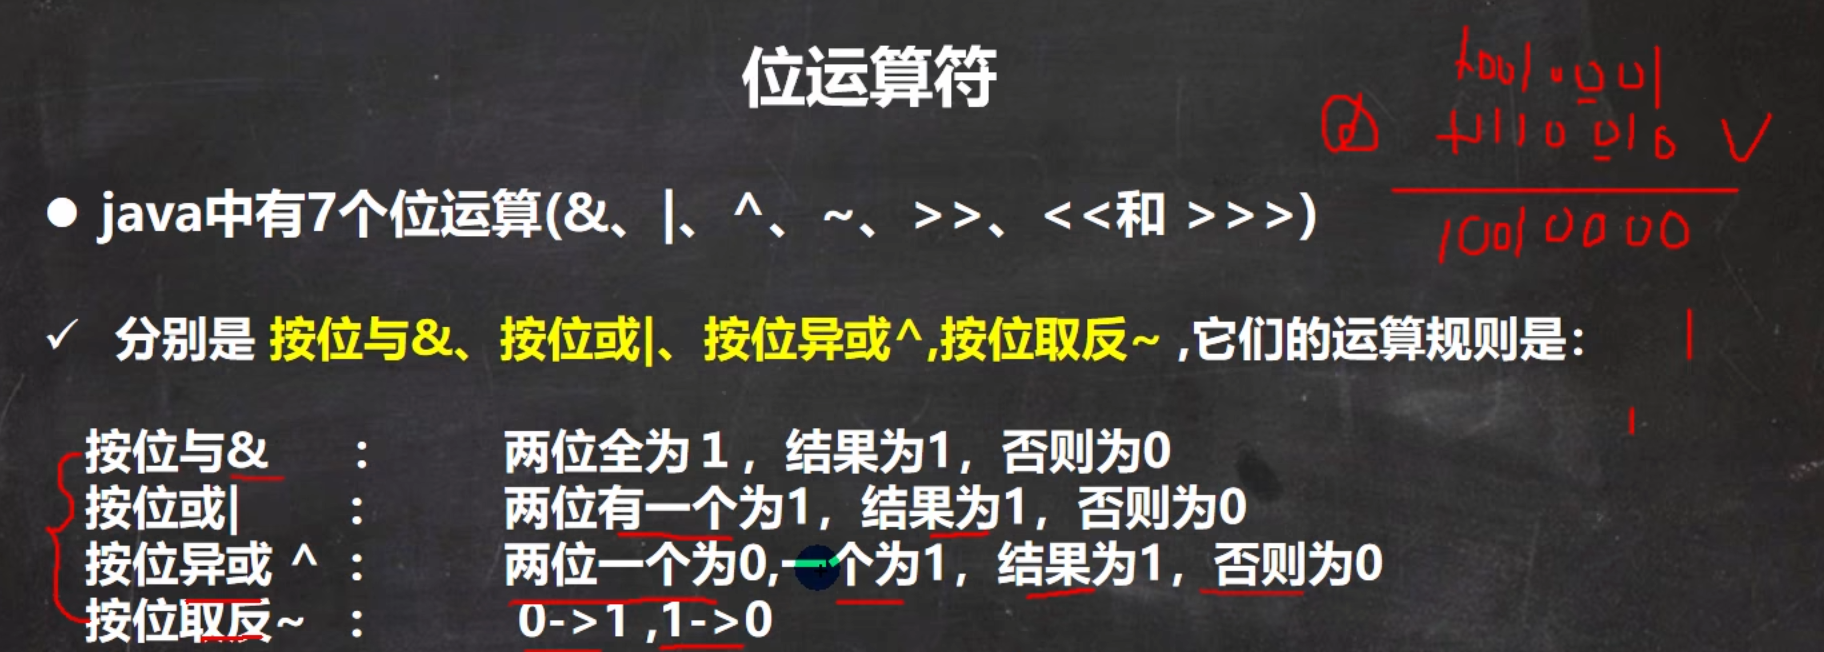 位运算符
1001 0001
& 1111 0010
10010000
● java中有7个位运算(&、|、^、~、>>、<<和 >>>)
✓ 分别是 按位与&、按位或|、按位异或^,按位取反~ ,它们的运算规则是：
按位与& ： 两位全为１，结果为1，否则为0
按位或| ： 两位有一个为1，结果为1，否则为0
按位异或 ^ ： 两位一个为0,一个为1，结果为1，否则为0
按位取反~ ： 0->1 ,1->0